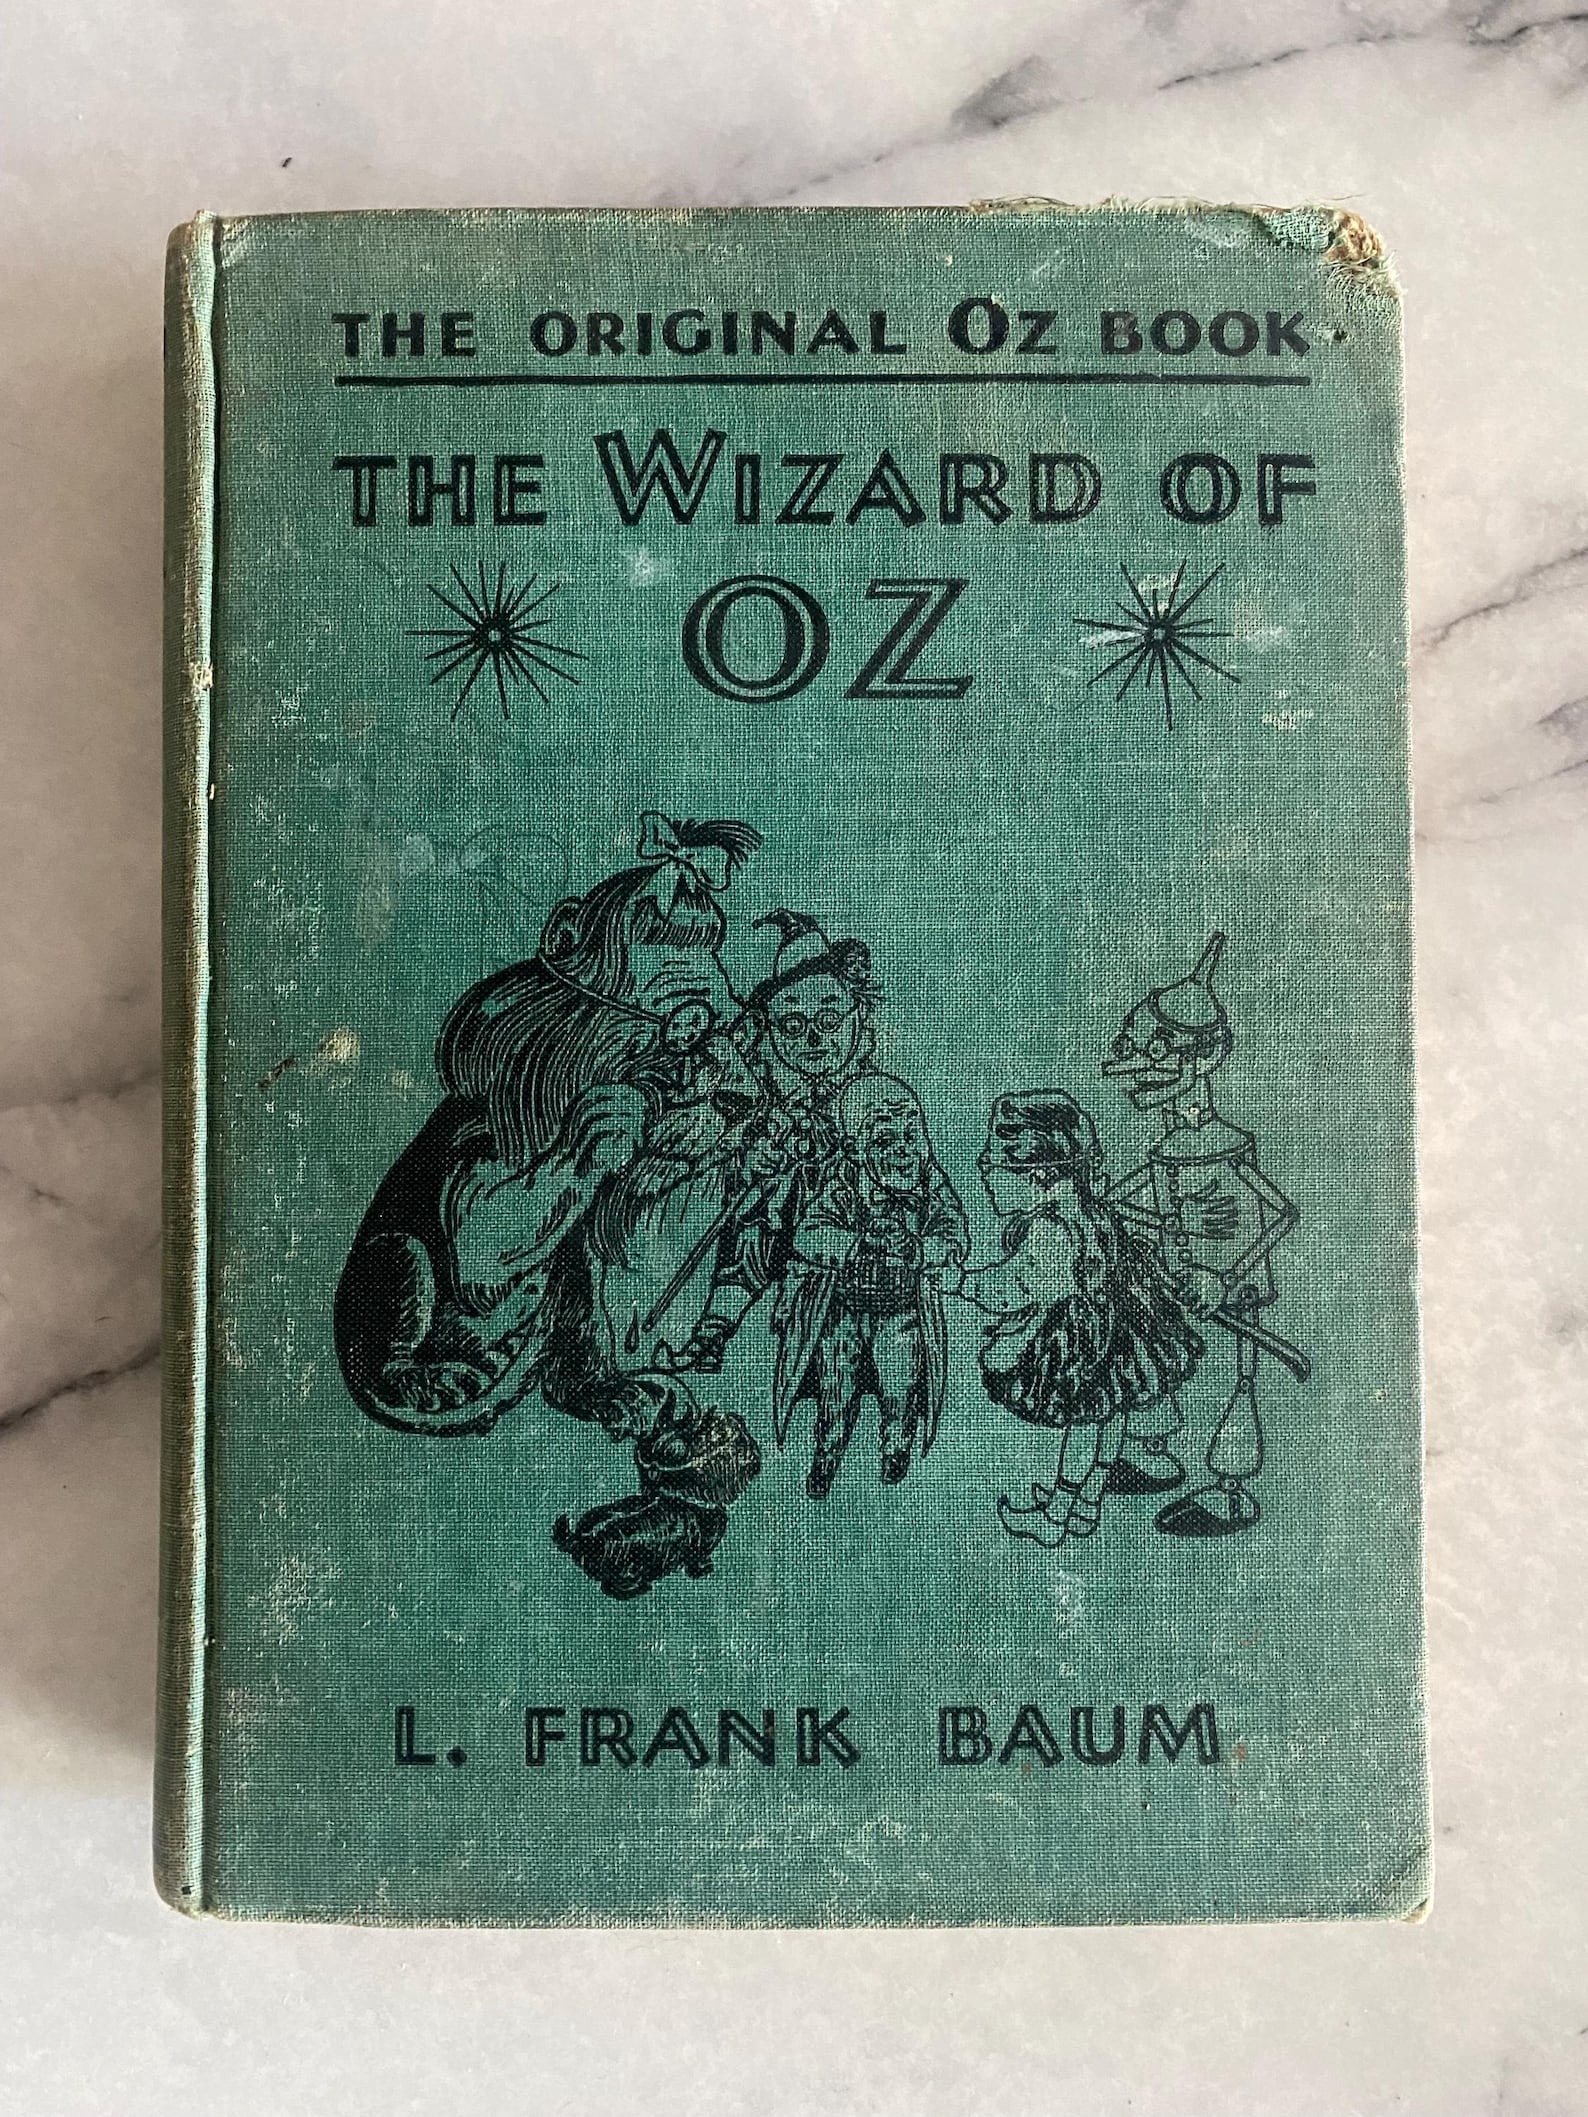 THE ORIGINAL OZ BOOK
THE WIZARD OF
OZ
L. FRANK BAUM